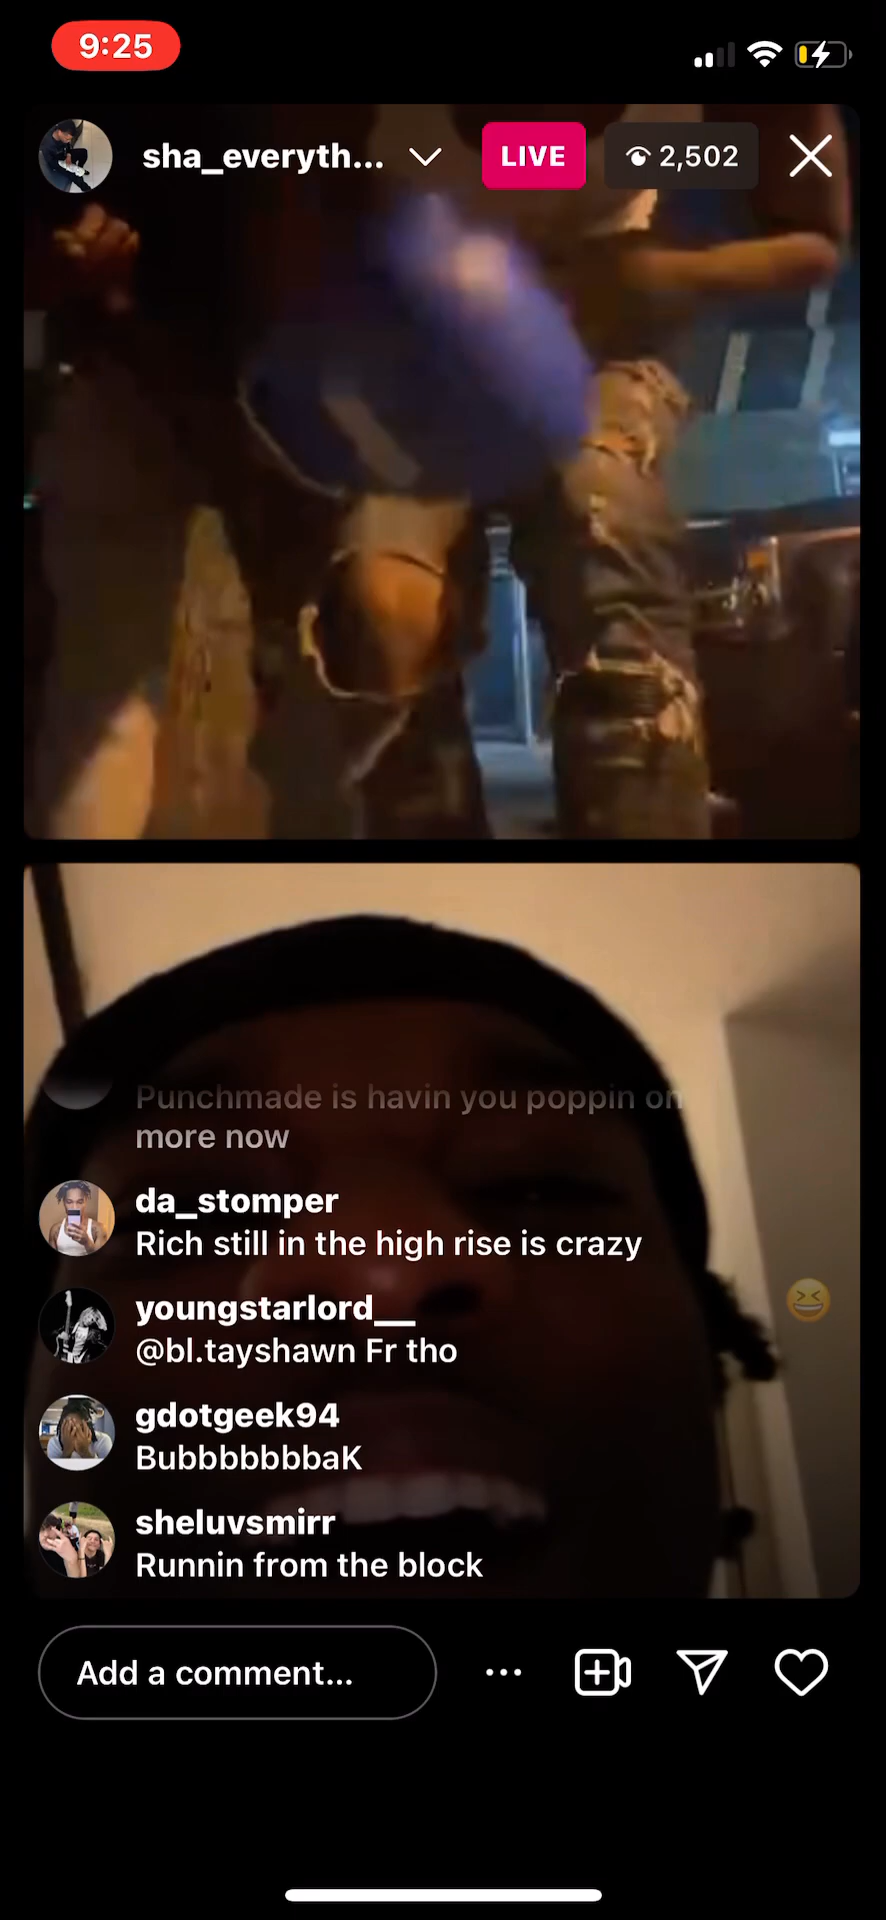 9:25
sha_everyth...
LIVE
2,502
Punchmade is havin you poppin on
more now
da_stomper
Rich still in the high rise is crazy
youngstarlord__
@bl.tayshawn Fr tho
gdotgeek94
BubbbbbbbaK
sheluvsmirr
Runnin from the block
Add a comment...